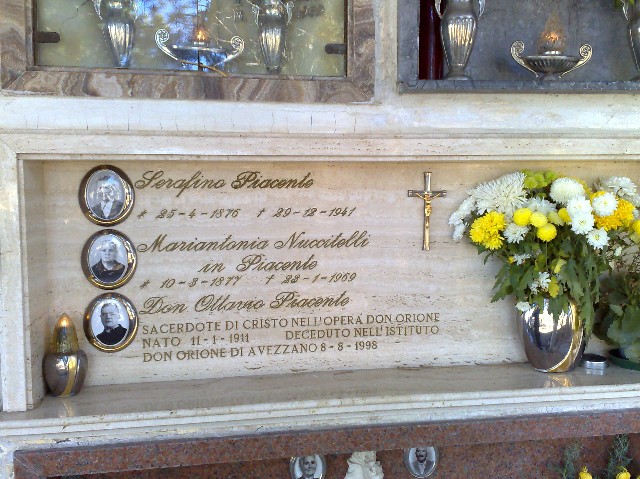 Serafino Piacente
* 25-4-1876 † 29-12-1941
Mariantonia Nuccitelli
in Piacente
* 10-3-1877 † 22-1-1969
Don Ottavio Piacente
SACERDOTE DI CRISTO NELL'OPERA DON ORIONE
NATO 11-1-1911 DECEDUTO NELL'ISTITUTO
DON ORIONE DI AVEZZANO 8-8-1998